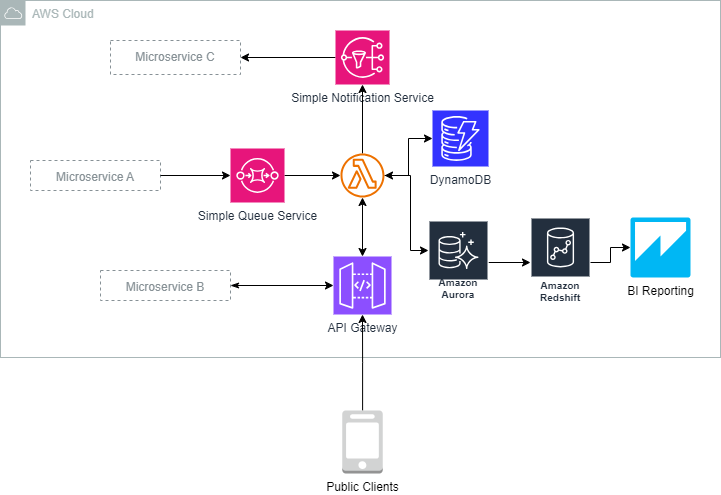 AWS Cloud
Microservice C
Simple Notification Service
DynamoDB
Microservice A
Simple Queue Service
Amazon
Aurora
Amazon
Redshift
BI Reporting
Microservice B
</>
API Gateway
Public Clients